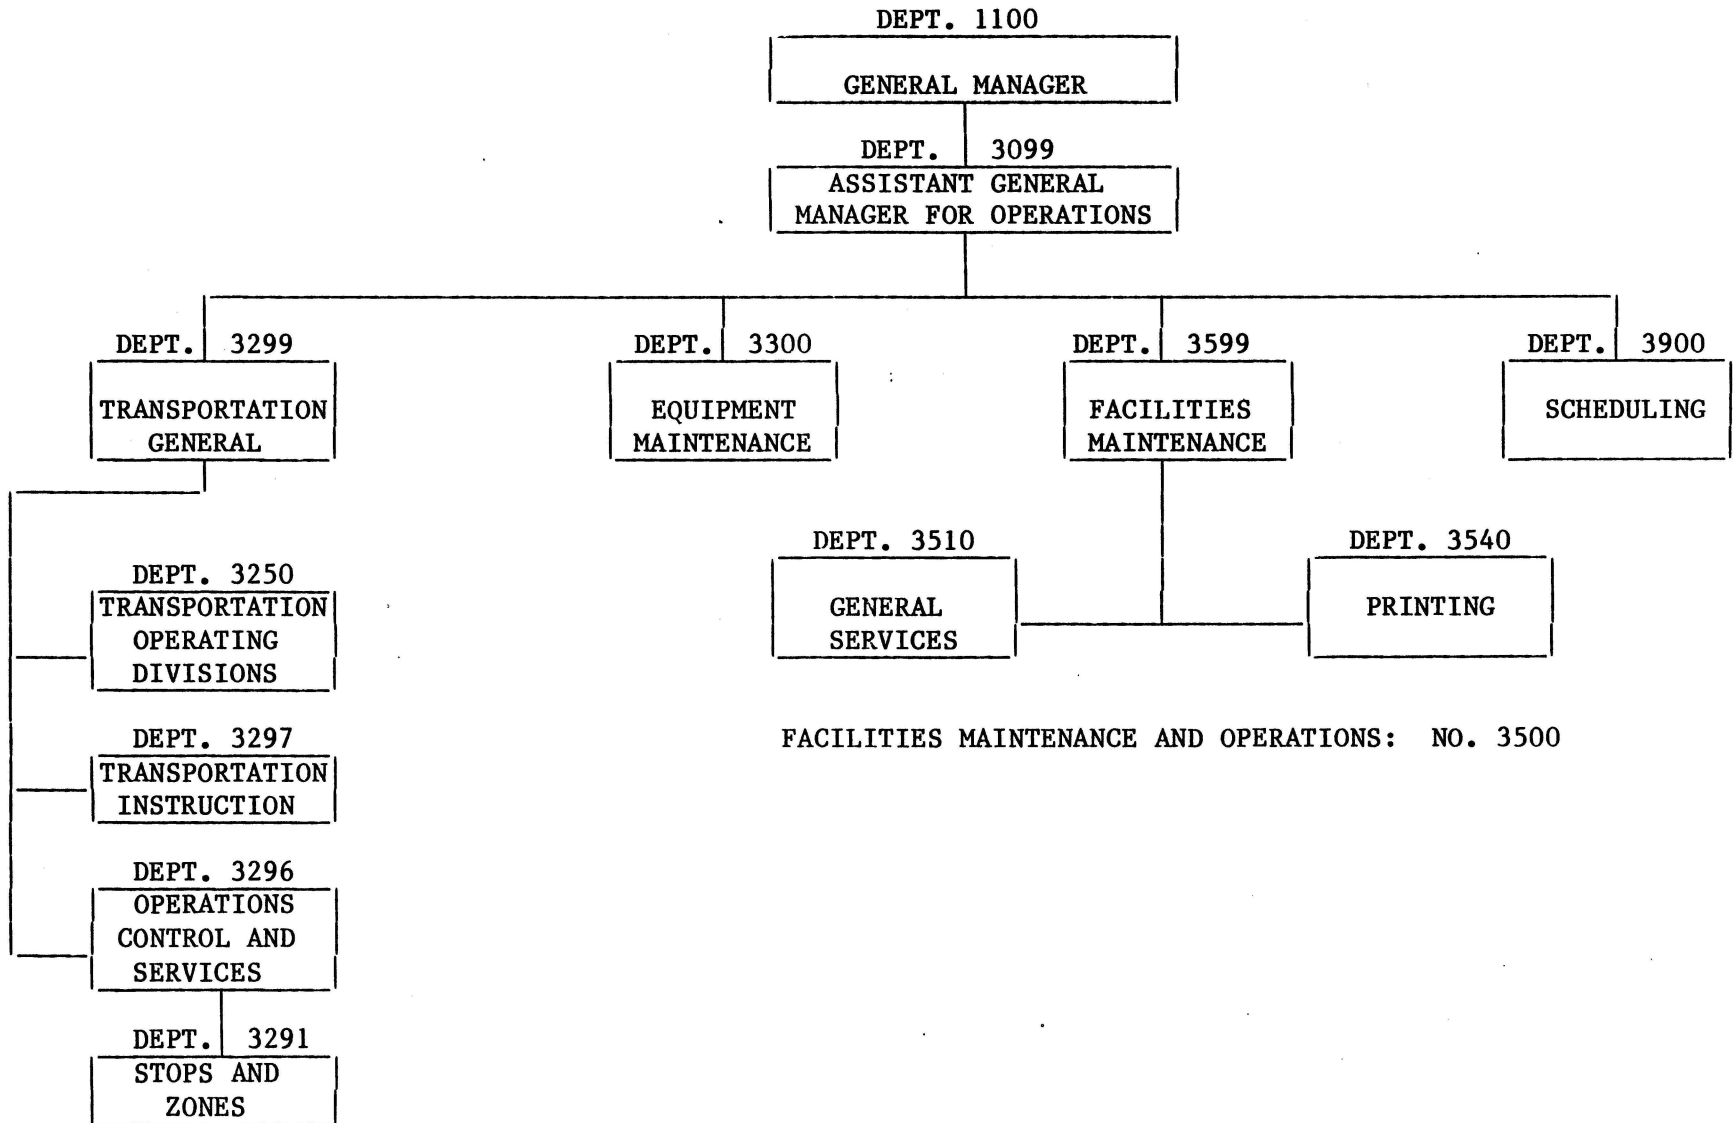 DEPT. 1100
GENERAL MANAGER
DEPT. 3099
ASSISTANT GENERAL
MANAGER FOR OPERATIONS
DEPT. 3299
TRANSPORTATION
GENERAL
DEPT. 3300
EQUIPMENT
MAINTENANCE
DEPT. 3599
FACILITIES
MAINTENANCE
DEPT. 3900
SCHEDULING
DEPT. 3250
TRANSPORTATION
OPERATING
DIVISIONS
DEPT. 3297
TRANSPORTATION
INSTRUCTION
DEPT. 3296
OPERATIONS
CONTROL AND
SERVICES
DEPT. 3291
STOPS AND
ZONES
DEPT. 3510
GENERAL
SERVICES
DEPT. 3540
PRINTING
FACILITIES MAINTENANCE AND OPERATIONS: NO. 3500